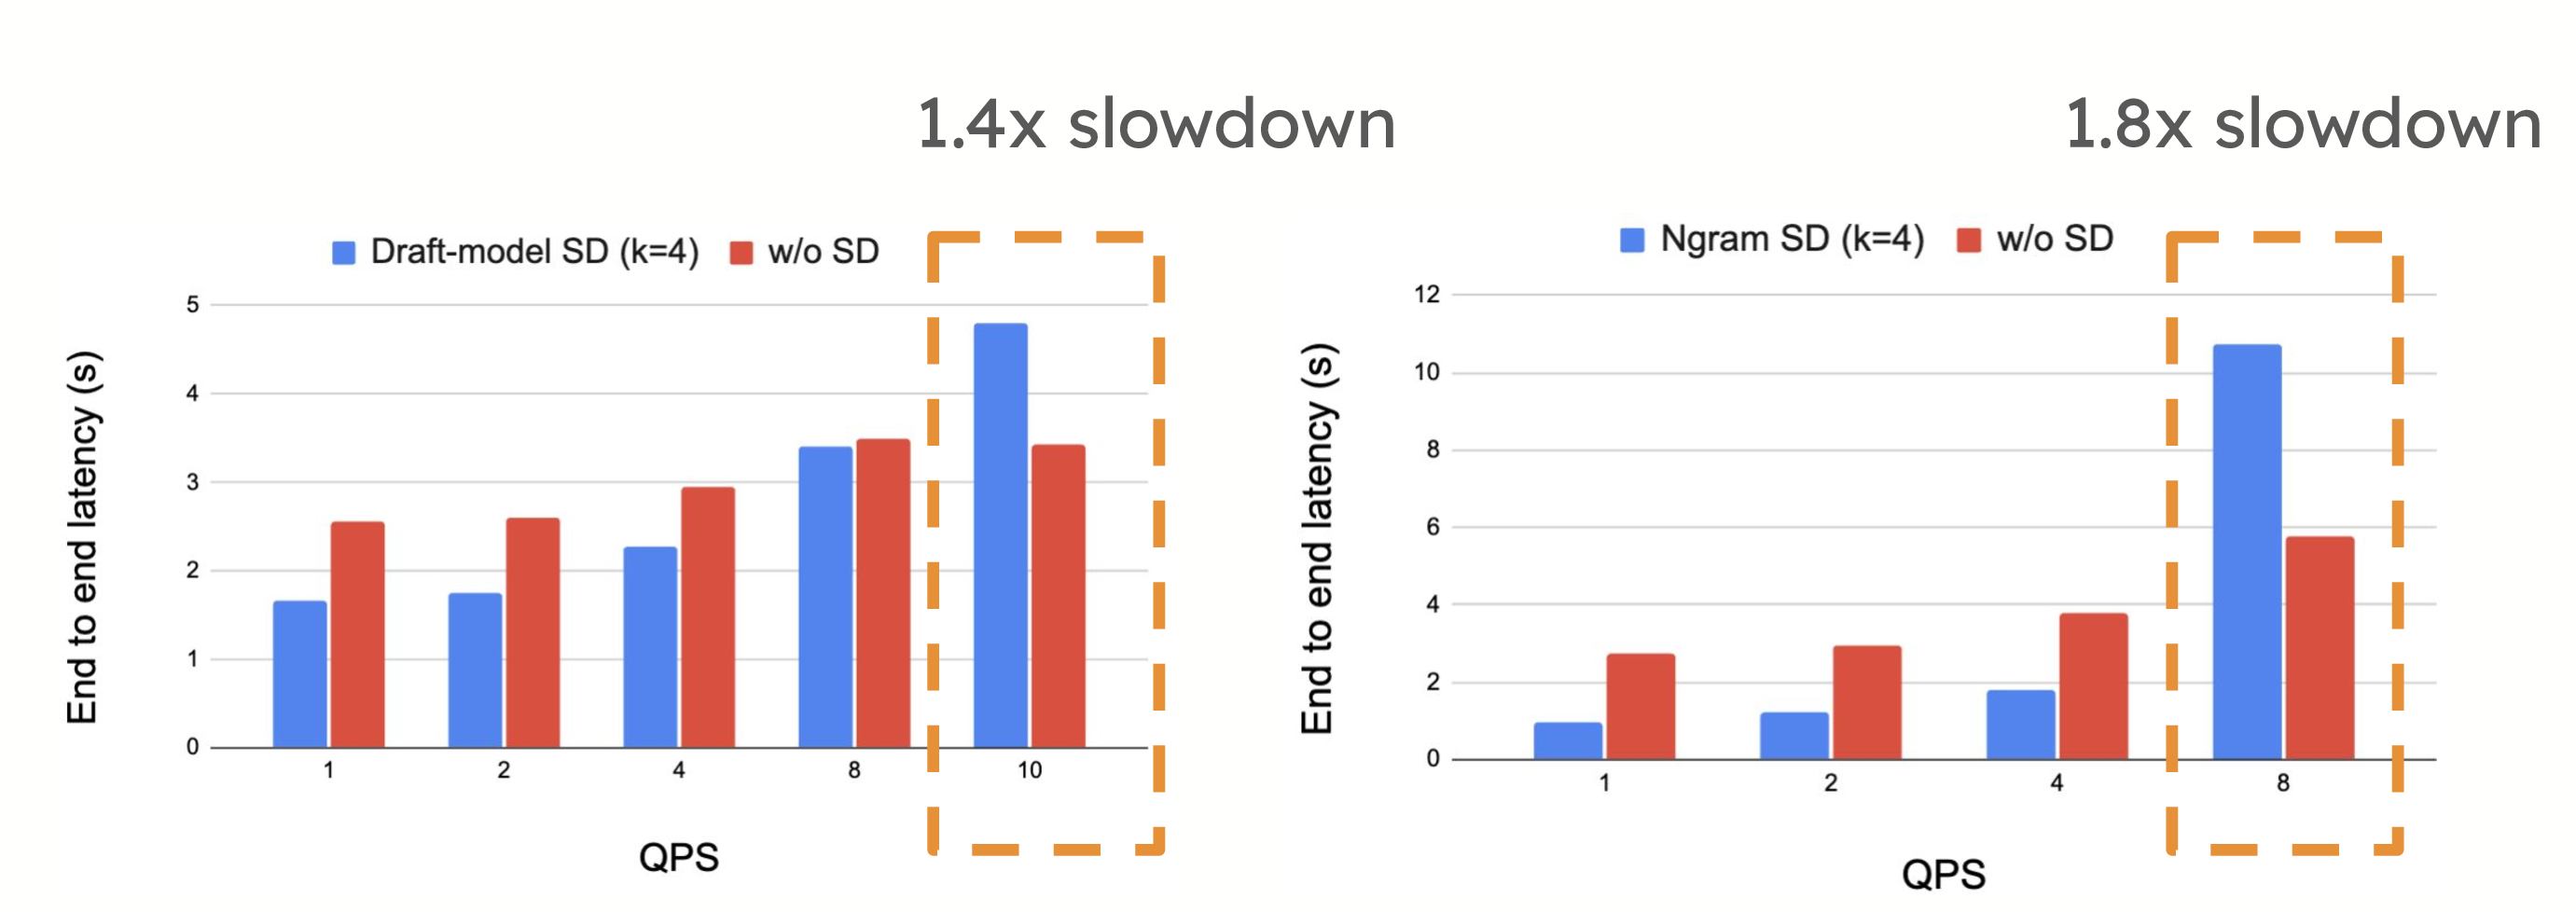 1.4x slowdown
1.8x slowdown
Draft-model SD (k=4) w/o SD
End to end latency (s)
5
4
3
2
1
0
1 2 4 8 10
QPS
Ngram SD (k=4) w/o SD
End to end latency (s)
12
10
8
6
4
2
0
1 2 4 8
QPS